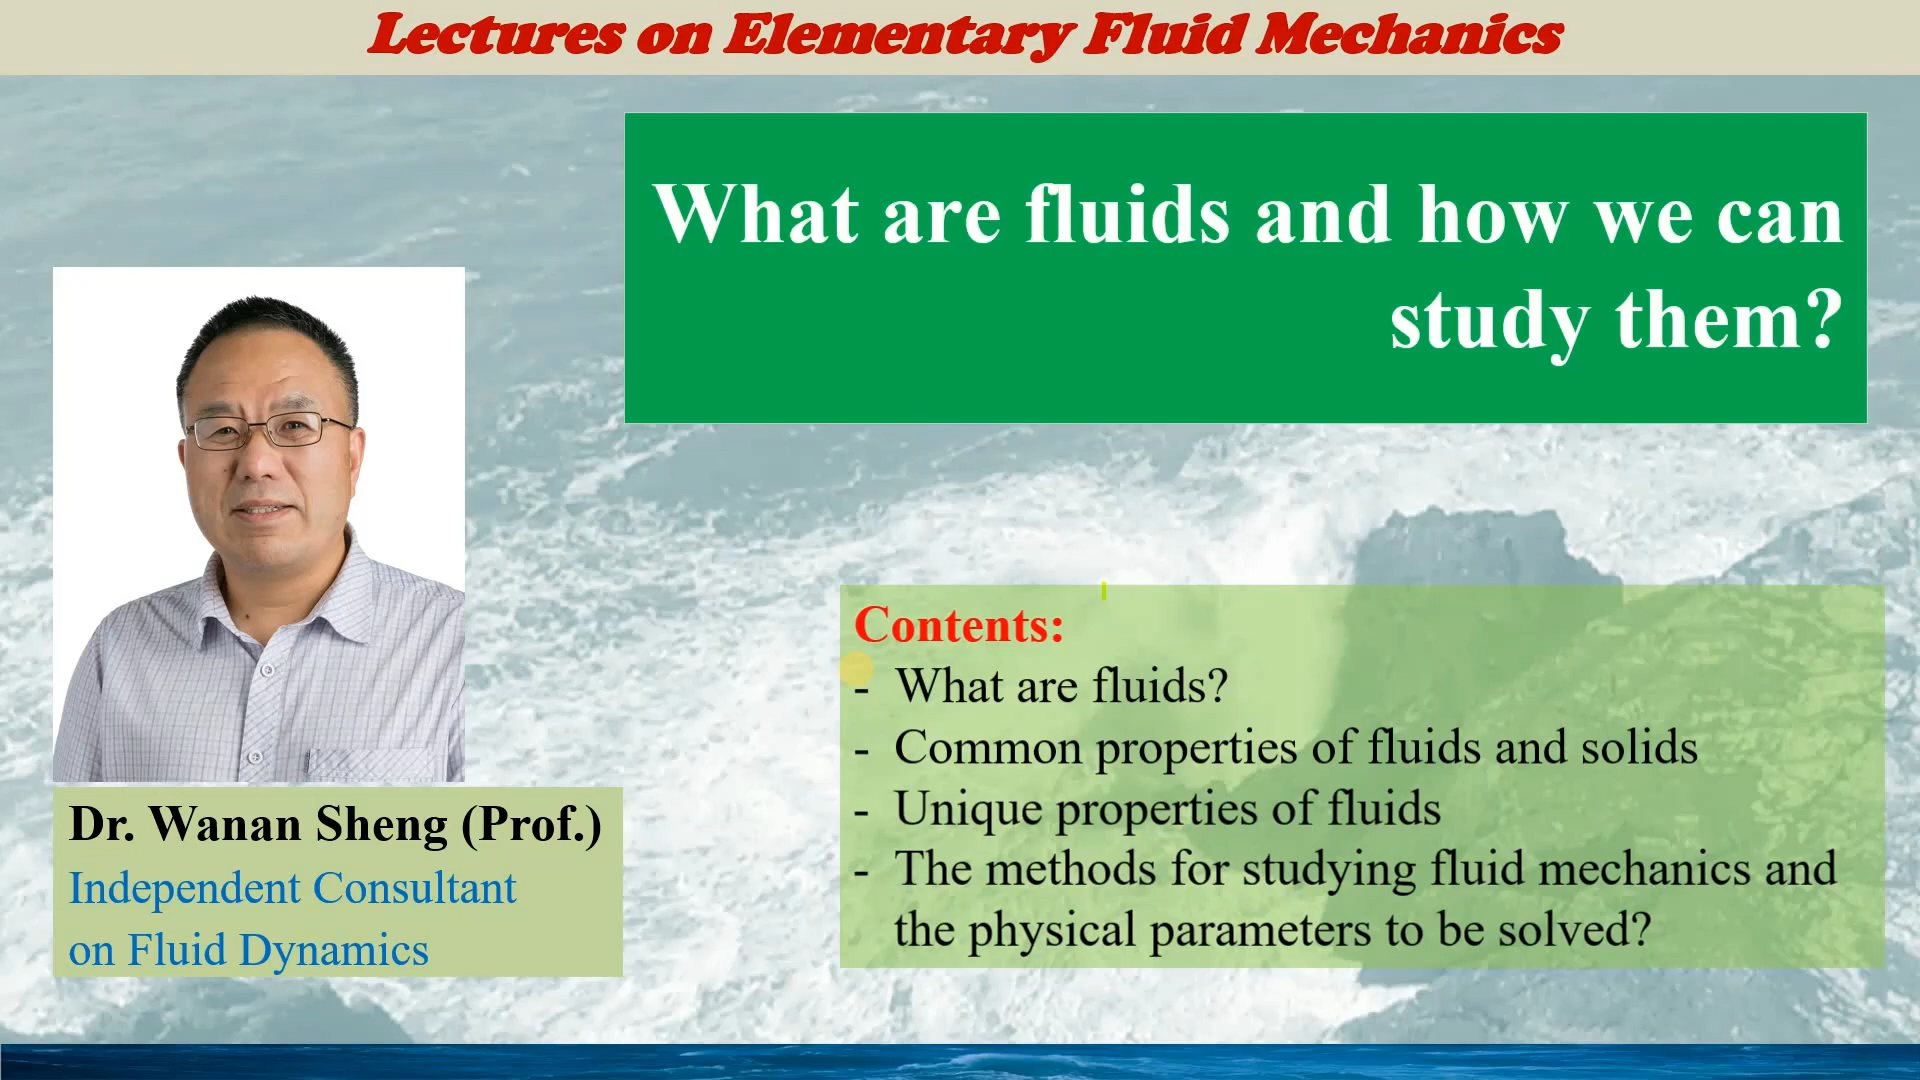 Lectures on Elementary Fluid Mechanics
What are fluids and how we can
study them?
Dr. Wanan Sheng (Prof.)
Independent Consultant
on Fluid Dynamics
Contents:
- What are fluids?
- Common properties of fluids and solids
- Unique properties of fluids
- The methods for studying fluid mechanics and
the physical parameters to be solved?